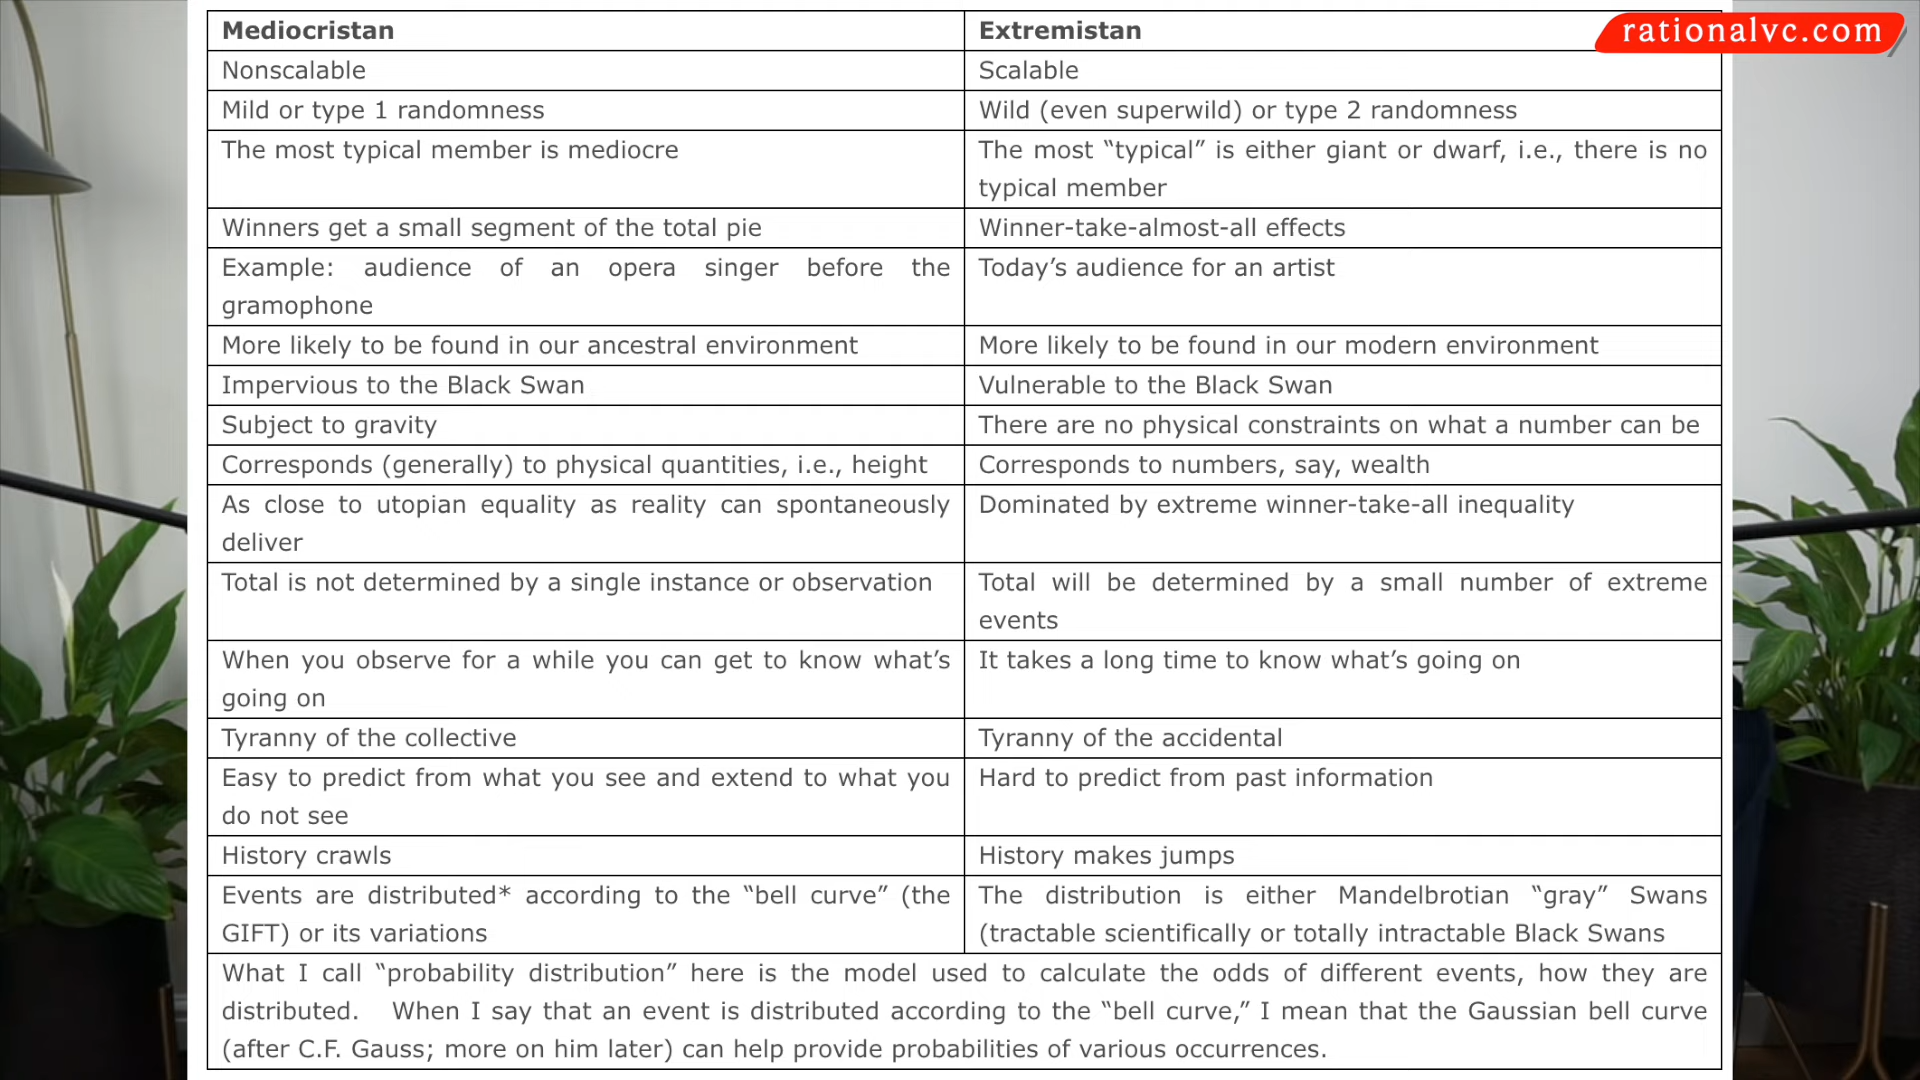 rationalvc.com
Mediocristan
Extremistan
Nonscalable
Scalable
Mild or type 1 randomness
Wild (even superwild) or type 2 randomness
The most typical member is mediocre
The most “typical” is either giant or dwarf, i.e., there is no
typical member
Winners get a small segment of the total pie
Winner-take-almost-all effects
Example: audience of an opera singer before the
gramophone
Today’s audience for an artist
More likely to be found in our ancestral environment
More likely to be found in our modern environment
Impervious to the Black Swan
Vulnerable to the Black Swan
Subject to gravity
There are no physical constraints on what a number can be
Corresponds (generally) to physical quantities, i.e., height
Corresponds to numbers, say, wealth
As close to utopian equality as reality can spontaneously
deliver
Dominated by extreme winner-take-all inequality
Total is not determined by a single instance or observation
Total will be determined by a small number of extreme
events
When you observe for a while you can get to know what’s
going on
It takes a long time to know what’s going on
Tyranny of the collective
Tyranny of the accidental
Easy to predict from what you see and extend to what you
do not see
Hard to predict from past information
History crawls
History makes jumps
Events are distributed* according to the “bell curve” (the
GIFT) or its variations
The distribution is either Mandelbrotian “gray” Swans
(tractable scientifically or totally intractable Black Swans
What I call “probability distribution” here is the model used to calculate the odds of different events, how they are
distributed. When I say that an event is distributed according to the “bell curve,” I mean that the Gaussian bell curve
(after C.F. Gauss; more on him later) can help provide probabilities of various occurrences.